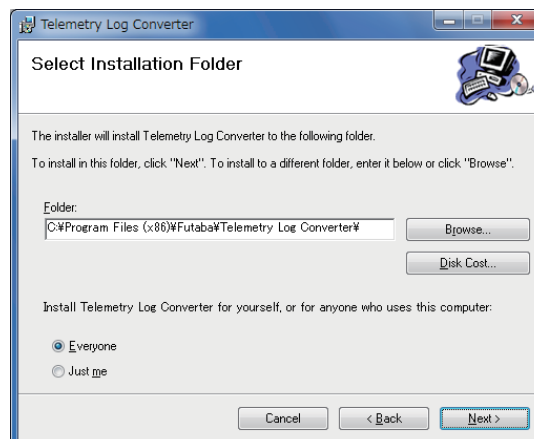 Telemetry Log Converter
Select Installation Folder
The installer will install Telemetry Log Converter to the following folder.
To install in this folder, click "Next". To install to a different folder, enter it below or click "Browse".
Folder:
C:¥Program Files (x86)¥Futaba¥Telemetry Log Converter¥
Browse...
Disk Cost...
Install Telemetry Log Converter for yourself, or for anyone who uses this computer:
Everyone
Just me
Cancel
< Back
Next >